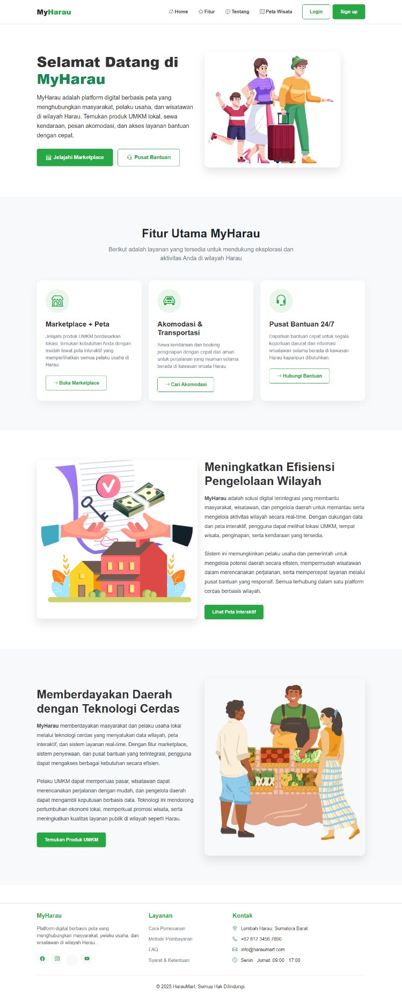 MyHarau
Home
Fitur
Tentang
Peta Wisata
Login
Sign up
Selamat Datang di
MyHarau
MyHarau adalah platform digital berbasis peta yang
menghubungkan masyarakat, pelaku usaha, dan wisatawan
di wilayah Harau. Temukan produk UMKM lokal, sewa
kendaraan, pesan akomodasi, dan akses layanan bantuan
dengan cepat.
Jelajahi Marketplace
Pusat Bantuan
Fitur Utama MyHarau
Berikut adalah layanan yang tersedia untuk mendukung eksplorasi dan
aktivitas Anda di wilayah Harau
Marketplace + Peta
Jelajahi produk UMKM berdasarkan
lokasi, temukan kebutuhan Anda dengan
mudah lewat peta interaktif yang
memperlihatkan semua pelaku usaha di
Harau.
→ Buka Marketplace
Akomodasi &
Transportasi
Sewa kendaraan dan booking
penginapan dengan cepat dan aman
untuk perjalanan yang nyaman selama
berada di kawasan wisata Harau.
→ Cari Akomodasi
Pusat Bantuan 24/7
Dapatkan bantuan cepat untuk segala
keperluan darurat dan informasi
wisatawan selama berada di kawasan
Harau kapanpun dibutuhkan.
→ Hubungi Bantuan
Meningkatkan Efisiensi
Pengelolaan Wilayah
MyHarau adalah solusi digital terintegrasi yang membantu
masyarakat, wisatawan, dan pengelola daerah untuk memantau serta
mengelola aktivitas wilayah secara real-time. Dengan dukungan data
dan peta interaktif, pengguna dapat melihat lokasi UMKM, tempat
wisata, penginapan, serta kendaraan yang tersedia.
Sistem ini memungkinkan pelaku usaha dan pemerintah untuk
mengelola potensi daerah secara efisien, mempermudah wisatawan
dalam merencanakan perjalanan, serta mempercepat layanan melalui
pusat bantuan yang responsif. Semua terhubung dalam satu platform
cerdas berbasis wilayah.
Lihat Peta Interaktif
Memberdayakan Daerah
dengan Teknologi Cerdas
MyHarau memberdayakan masyarakat dan pelaku usaha lokal
melalui teknologi cerdas yang menyatukan data wilayah, peta
interaktif, dan sistem layanan real-time. Dengan fitur marketplace,
sistem penyewaan, dan pusat bantuan yang terintegrasi, pengguna
dapat mengakses berbagai kebutuhan secara efisien.
Pelaku UMKM dapat memperluas pasar, wisatawan dapat
merencanakan perjalanan dengan mudah, dan pengelola daerah
dapat mengambil keputusan berbasis data. Teknologi ini mendorong
pertumbuhan ekonomi lokal, memperkuat promosi wisata, serta
meningkatkan kualitas layanan publik di wilayah seperti Harau.
Temukan Produk UMKM
MyHarau
Platform digital berbasis peta yang
menghubungkan masyarakat, pelaku usaha, dan
wisatawan di wilayah Harau..
Layanan
Cara Pemesanan
Metode Pembayaran
FAQ
Syarat & Ketentuan
Kontak
Lembah Harau, Sumatera Barat
+62 812 3456 7890
info@haraumart.com
Senin - Jumat: 09:00 - 17:00
© 2025 HarauMart. Semua Hak Dilindungi.